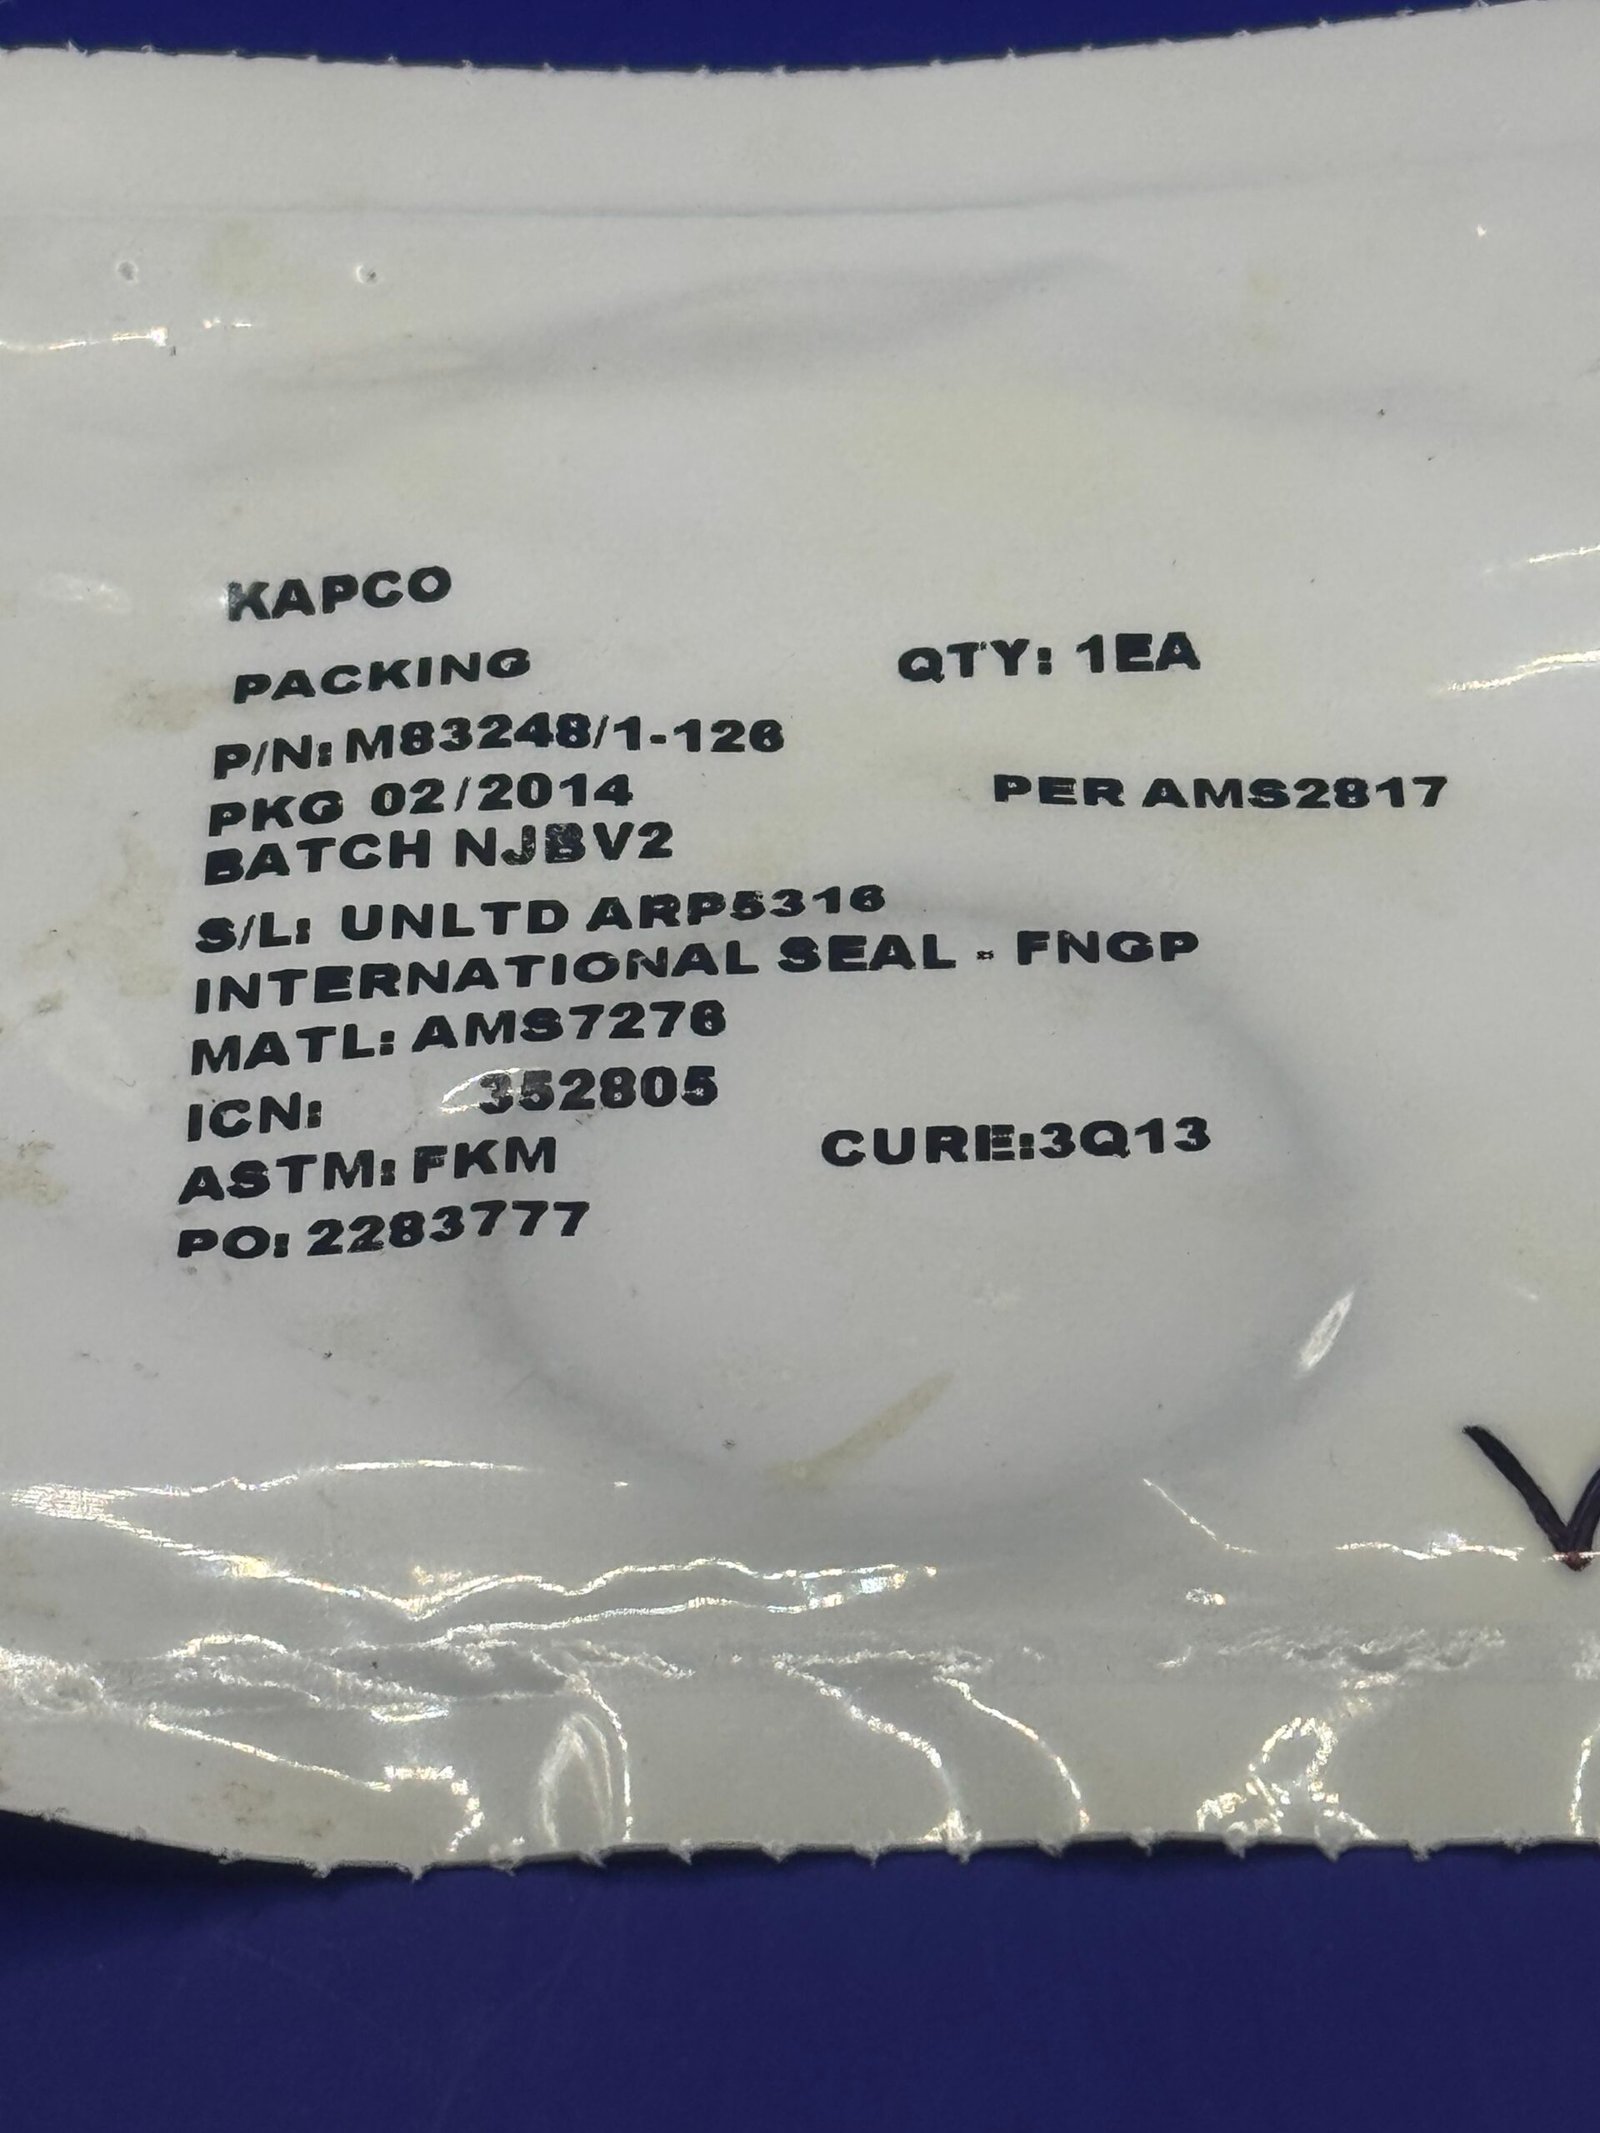 KAPCO
PACKING QTY: 1EA
P/N: M83248/1-126
PKG 02/2014 PER AMS2817
BATCH NJBV2
S/L: UNLTD ARP5316
INTERNATIONAL SEAL - FNGP
MATL: AMS7276
ICN: 352805
ASTM: FKM CURE:3Q13
PO: 2283777